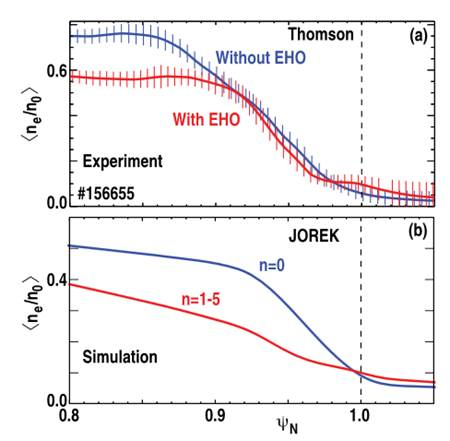 Thomson
(a)
Without EHO
0.6
⟨nₑ/n₀⟩
With EHO
Experiment
#156655
0.0
(b)
JOREK
n=0
0.4
⟨nₑ/n₀⟩
n=1-5
Simulation
0.0
0.8 0.9 1.0
ψ_N